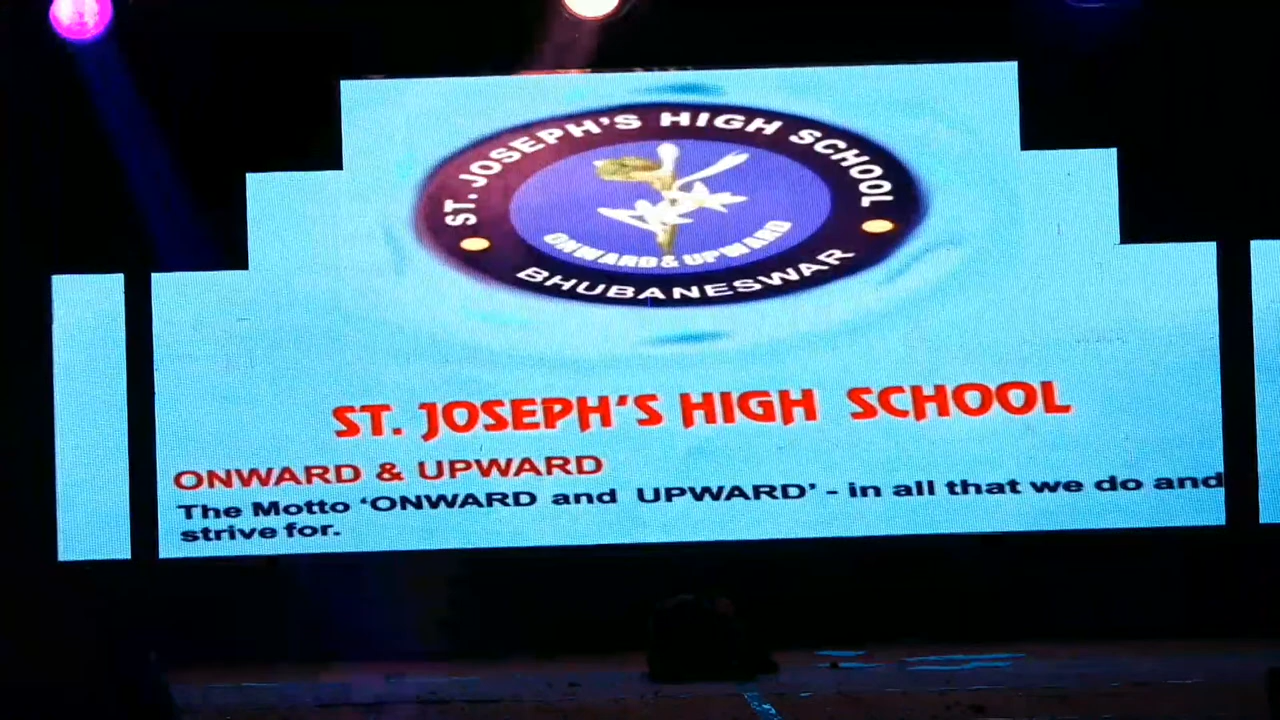 ST. JOSEPH'S HIGH SCHOOL
ONWARD & UPWARD
BHUBANESWAR
ST. JOSEPH'S HIGH SCHOOL
ONWARD & UPWARD
The Motto 'ONWARD and UPWARD' - in all that we do and
strive for.